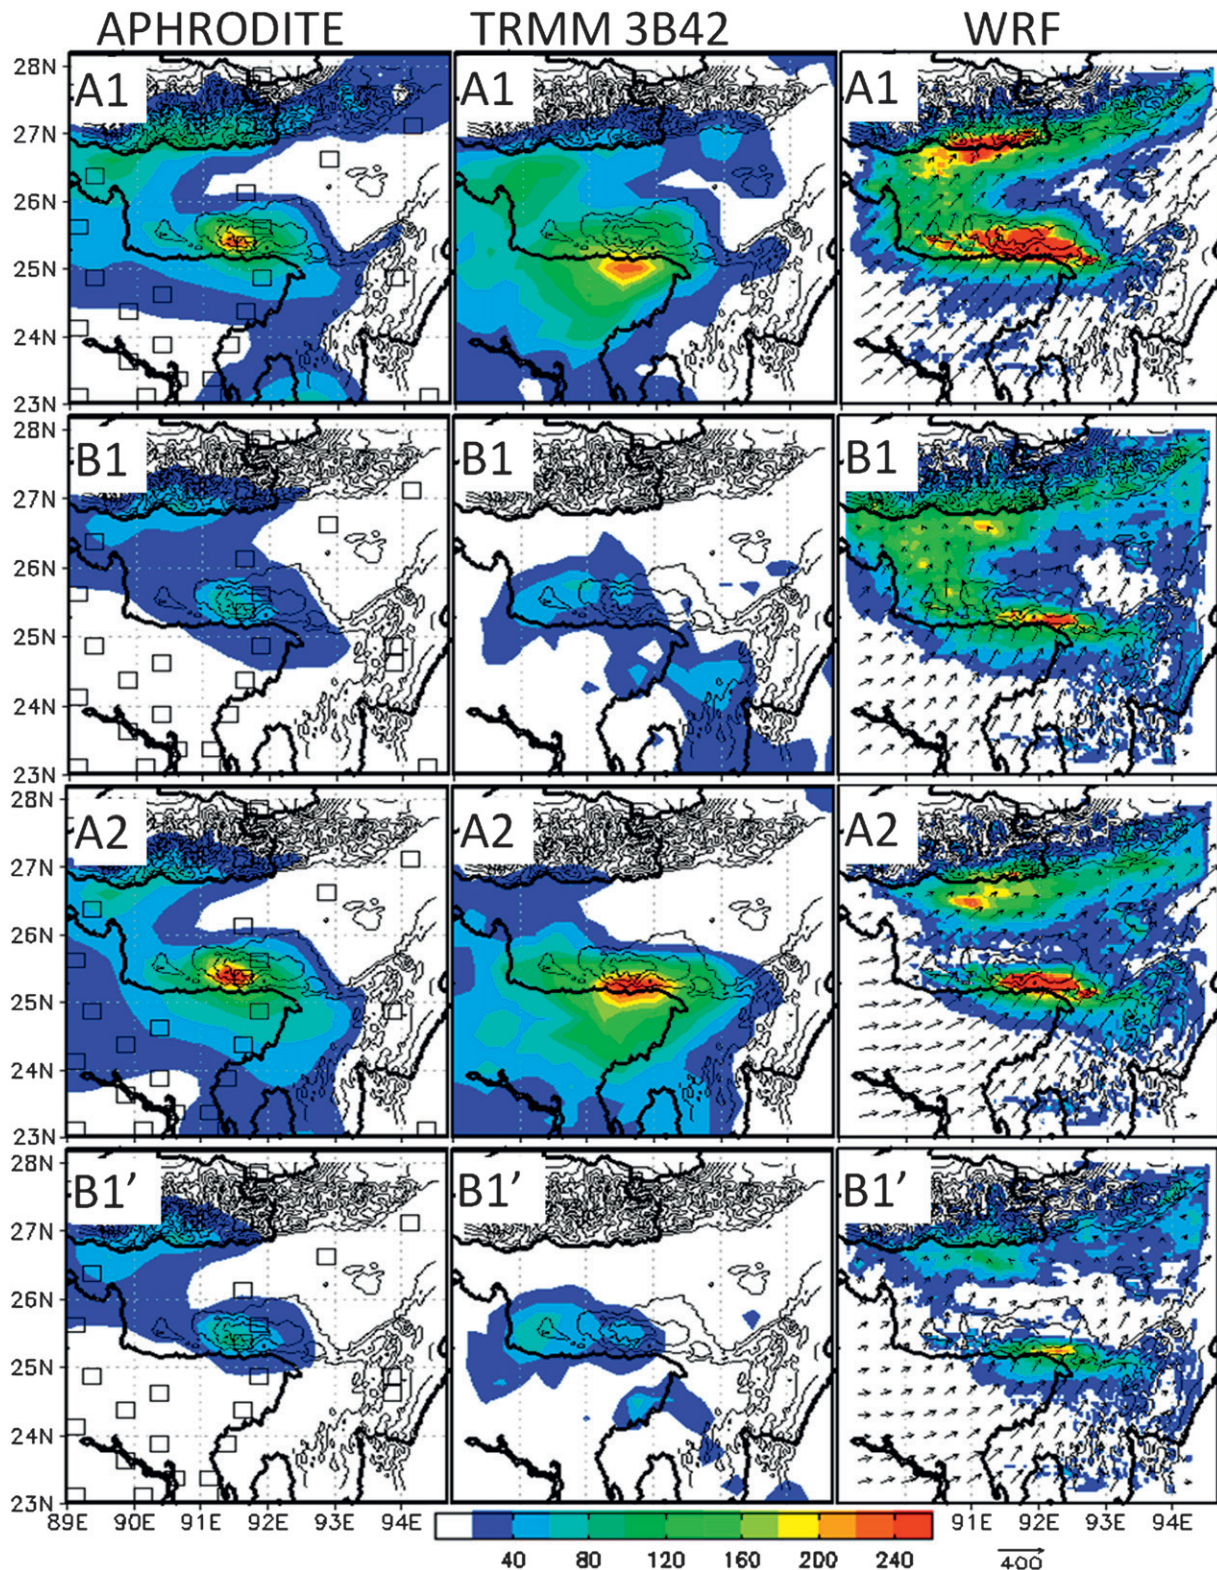 APHRODITE TRMM 3B42 WRF
28N A1 A1 A1
27N
26N
25N
24N
23N
28N B1 B1 B1
27N
26N
25N
24N
23N
28N A2 A2 A2
27N
26N
25N
24N
23N
28N B1’ B1’ B1’
27N
26N
25N
24N
23N
89E 90E 91E 92E 93E 94E 91E 92E 93E 94E
40 80 120 160 200 240 400